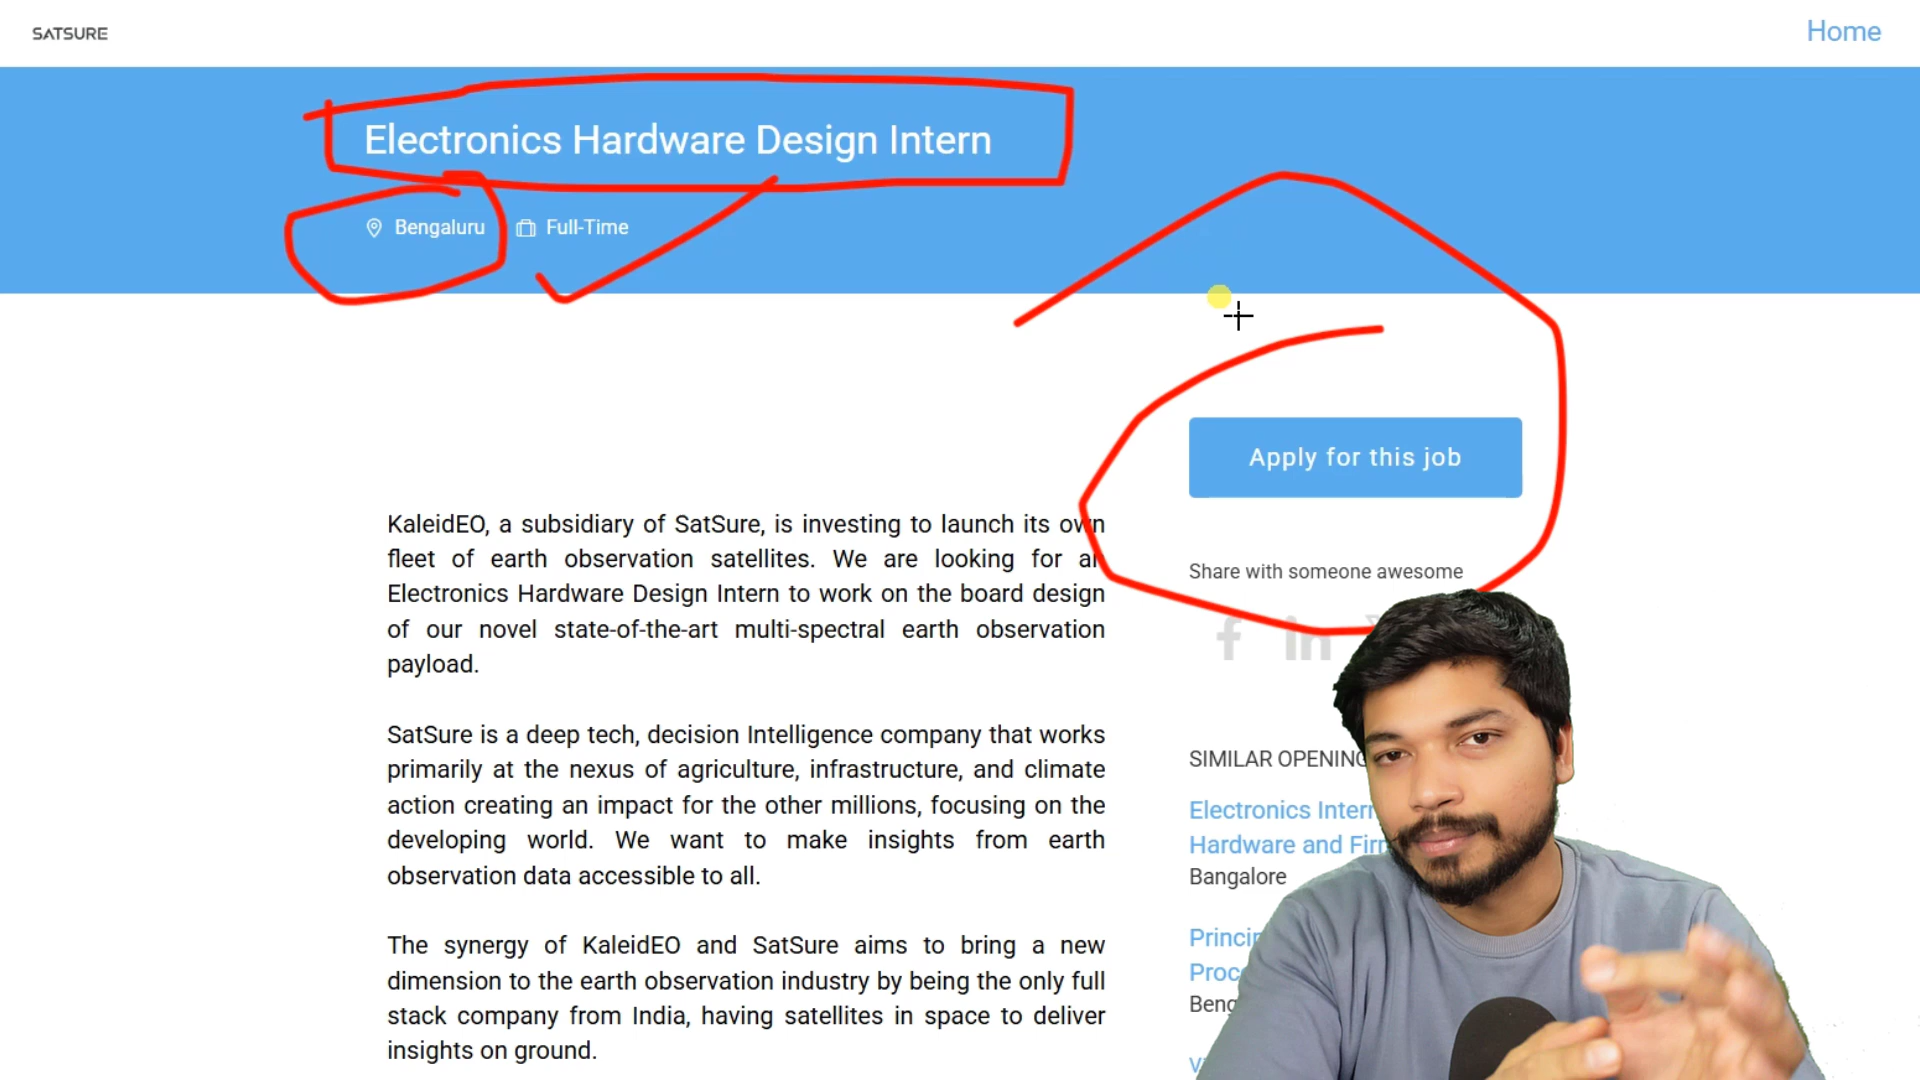 SATSURE
Home
Electronics Hardware Design Intern
Bengaluru
Full-Time
Apply for this job
KaleidEO, a subsidiary of SatSure, is investing to launch its own
fleet of earth observation satellites. We are looking for an
Electronics Hardware Design Intern to work on the board design
of our novel state-of-the-art multi-spectral earth observation
payload.
SatSure is a deep tech, decision Intelligence company that works
primarily at the nexus of agriculture, infrastructure, and climate
action creating an impact for the other millions, focusing on the
developing world. We want to make insights from earth
observation data accessible to all.
The synergy of KaleidEO and SatSure aims to bring a new
dimension to the earth observation industry by being the only full
stack company from India, having satellites in space to deliver
insights on ground.
Share with someone awesome
f in
SIMILAR OPENING
Electronics Intern
Hardware and
Bangalore